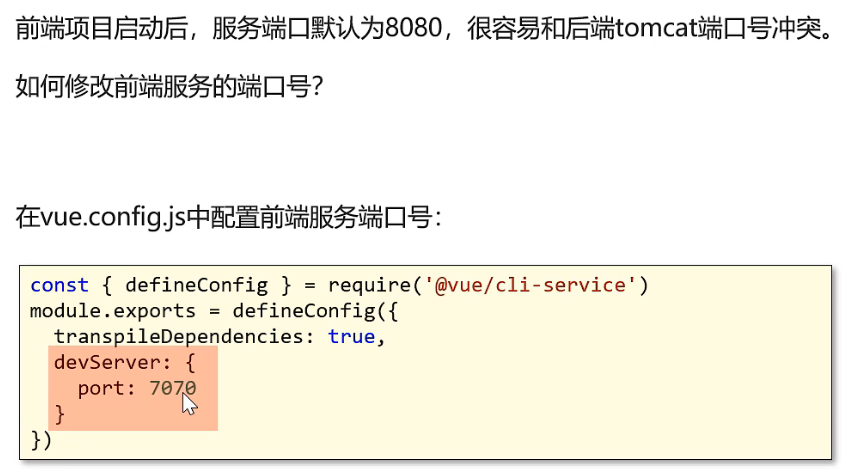 前端项目启动后，服务端口默认为8080，很容易和后端tomcat端口号冲突。
如何修改前端服务的端口号？
在vue.config.js中配置前端服务端口号：
const { defineConfig } = require('@vue/cli-service')
module.exports = defineConfig({
  transpileDependencies: true,
  devServer: {
    port: 7070
  }
})